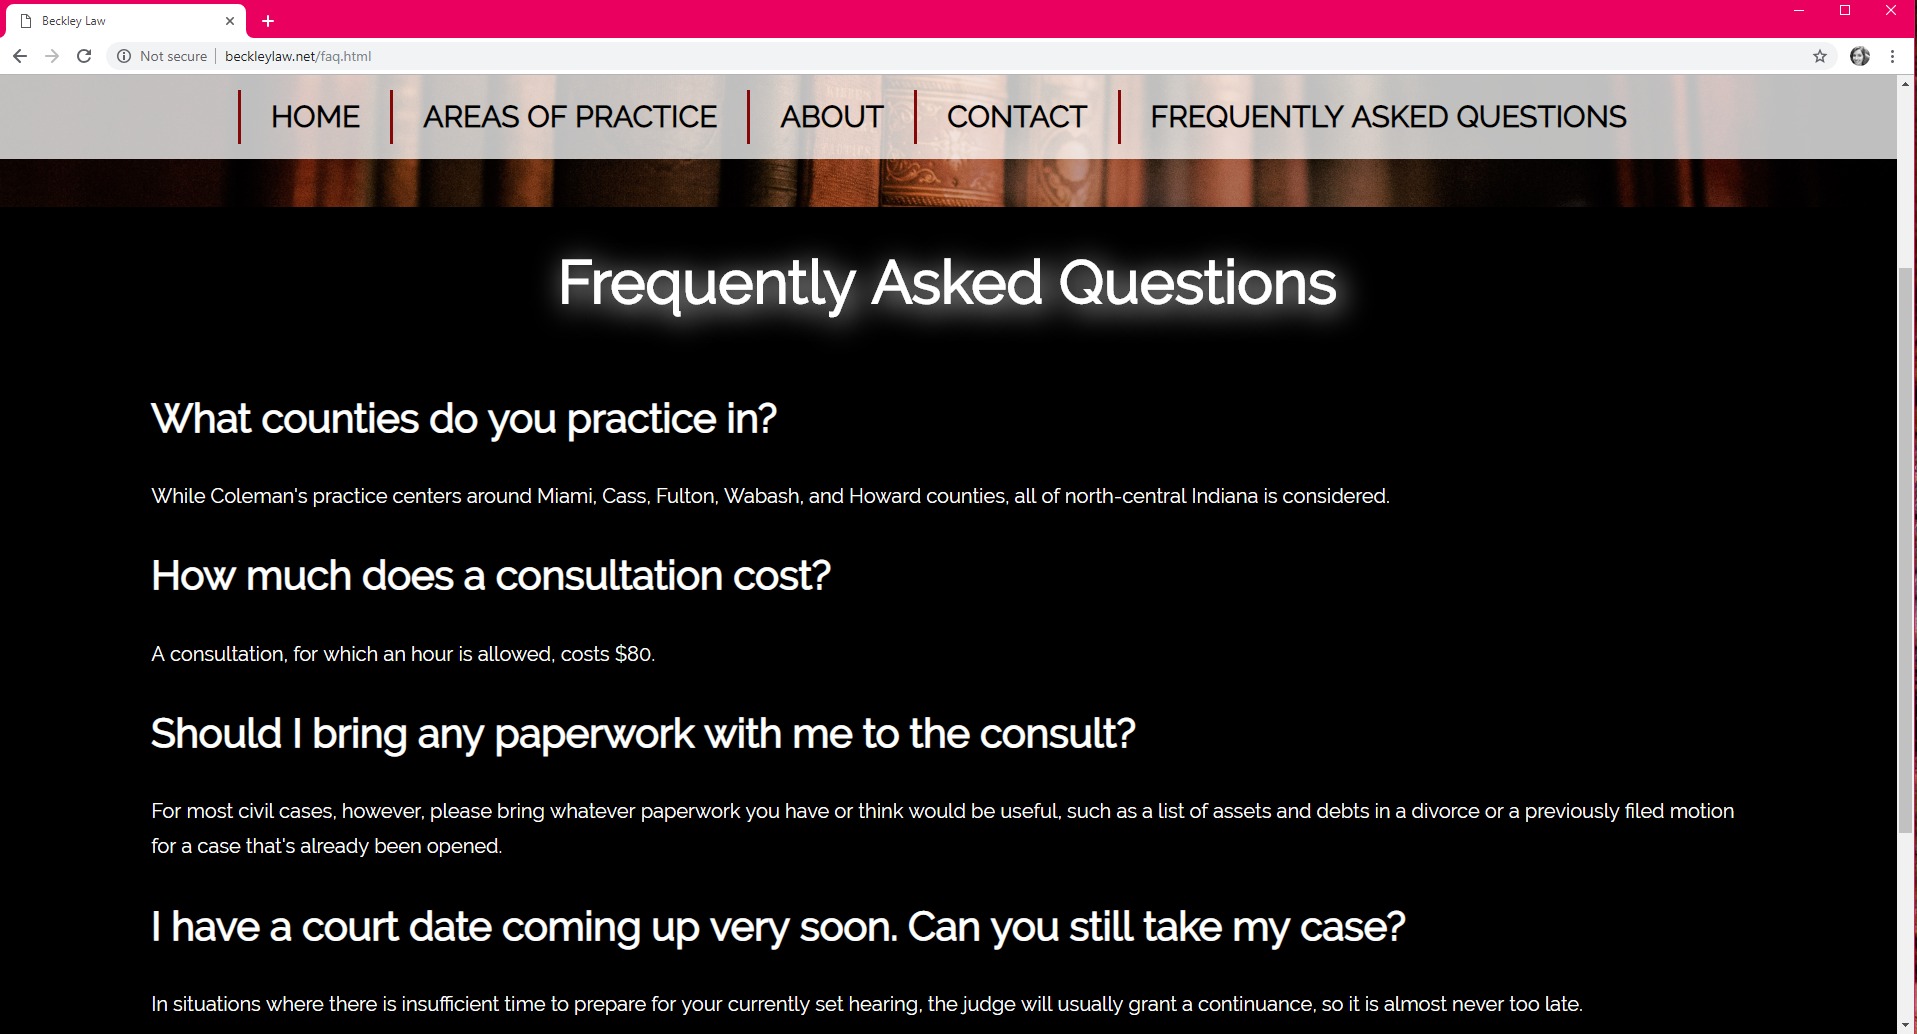 Beckley Law
Not secure | beckleylaw.net/faq.html
HOME
AREAS OF PRACTICE
ABOUT
CONTACT
FREQUENTLY ASKED QUESTIONS
Frequently Asked Questions
What counties do you practice in?
While Coleman's practice centers around Miami, Cass, Fulton, Wabash, and Howard counties, all of north-central Indiana is considered.
How much does a consultation cost?
A consultation, for which an hour is allowed, costs $80.
Should I bring any paperwork with me to the consult?
For most civil cases, however, please bring whatever paperwork you have or think would be useful, such as a list of assets and debts in a divorce or a previously filed motion
for a case that's already been opened.
I have a court date coming up very soon. Can you still take my case?
In situations where there is insufficient time to prepare for your currently set hearing, the judge will usually grant a continuance, so it is almost never too late.